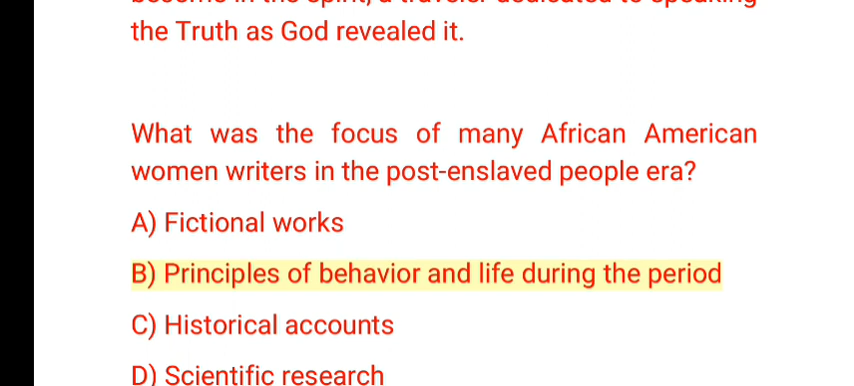 the Truth as God revealed it.
What was the focus of many African American
women writers in the post-enslaved people era?
A) Fictional works
B) Principles of behavior and life during the period
C) Historical accounts
D) Scientific research